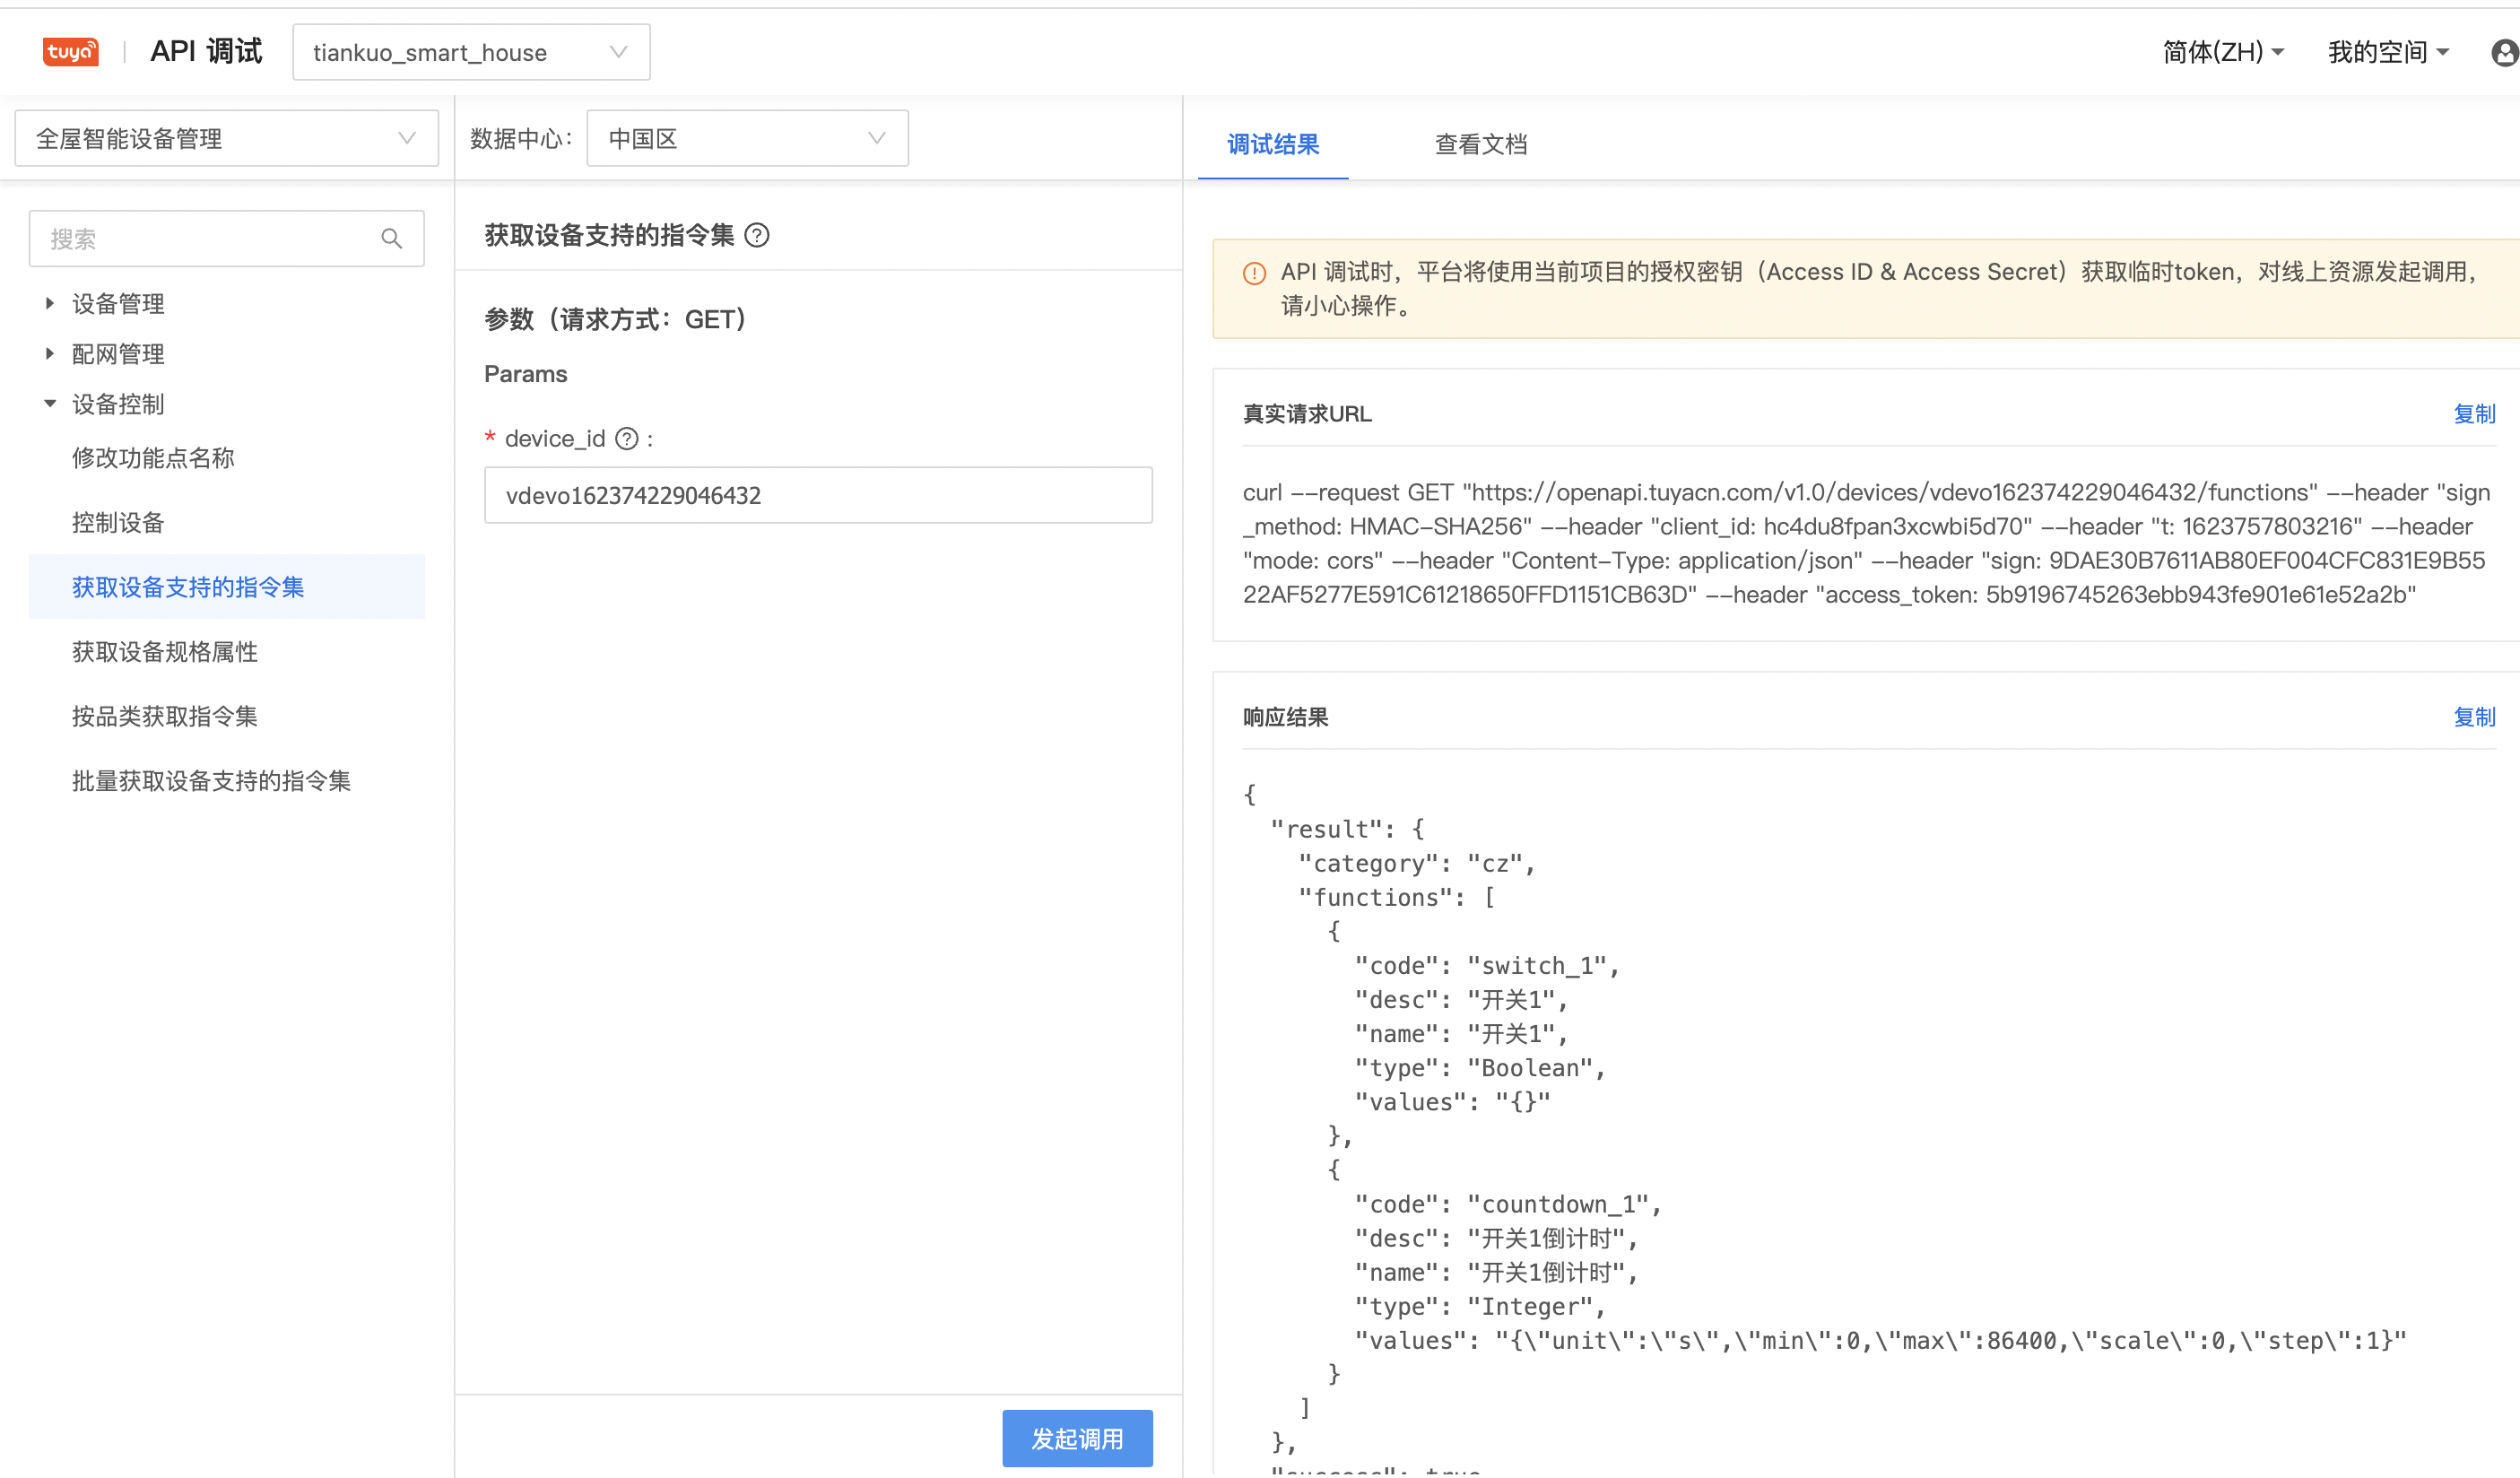 tuya
API 调试
tiankuo_smart_house
简体(ZH)
我的空间
全屋智能设备管理
搜索
设备管理
配网管理
设备控制
修改功能点名称
控制设备
获取设备支持的指令集
获取设备规格属性
按品类获取指令集
批量获取设备支持的指令集
数据中心：
中国区
获取设备支持的指令集 ?
参数（请求方式：GET）
Params
* device_id ? :
vdevo162374229046432
发起调用
调试结果
查看文档
API 调试时，平台将使用当前项目的授权密钥（Access ID & Access Secret）获取临时token，对线上资源发起调用，
请小心操作。
真实请求URL
复制
curl --request GET "https://openapi.tuyacn.com/v1.0/devices/vdevo162374229046432/functions" --header "sign
_method: HMAC-SHA256" --header "client_id: hc4du8fpan3xcwbi5d70" --header "t: 1623757803216" --header
"mode: cors" --header "Content-Type: application/json" --header "sign: 9DAE30B7611AB80EF004CFC831E9B55
22AF5277E591C61218650FFD1151CB63D" --header "access_token: 5b9196745263ebb943fe901e61e52a2b"
响应结果
复制
{
"result": {
"category": "cz",
"functions": [
{
"code": "switch_1",
"desc": "开关1",
"name": "开关1",
"type": "Boolean",
"values": "{}"
},
{
"code": "countdown_1",
"desc": "开关1倒计时",
"name": "开关1倒计时",
"type": "Integer",
"values": "{\"unit\":\"s\",\"min\":0,\"max\":86400,\"scale\":0,\"step\":1}"
}
]
},
"success": true